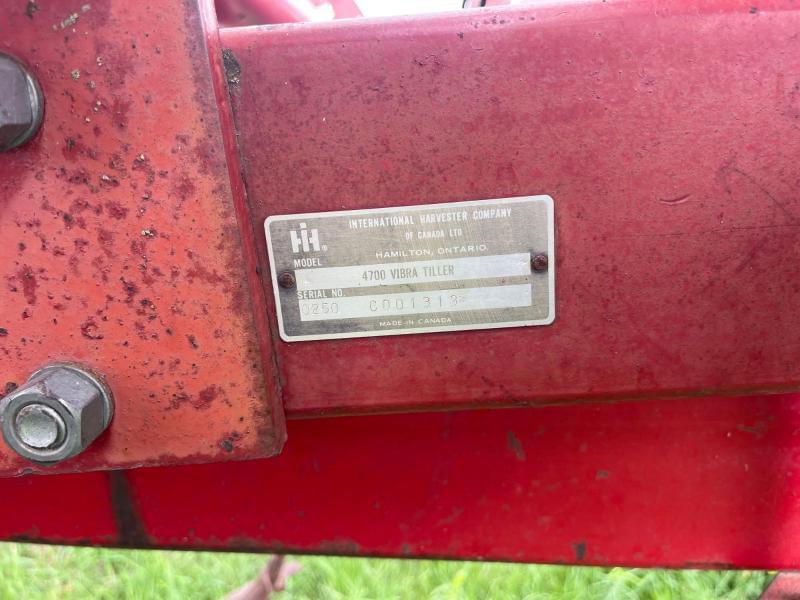 INTERNATIONAL HARVESTER COMPANY
OF CANADA LTD
HAMILTON, ONTARIO.
IH®
MODEL
4700 VIBRA TILLER
SERIAL NO.
0250 C001313
MADE IN CANADA